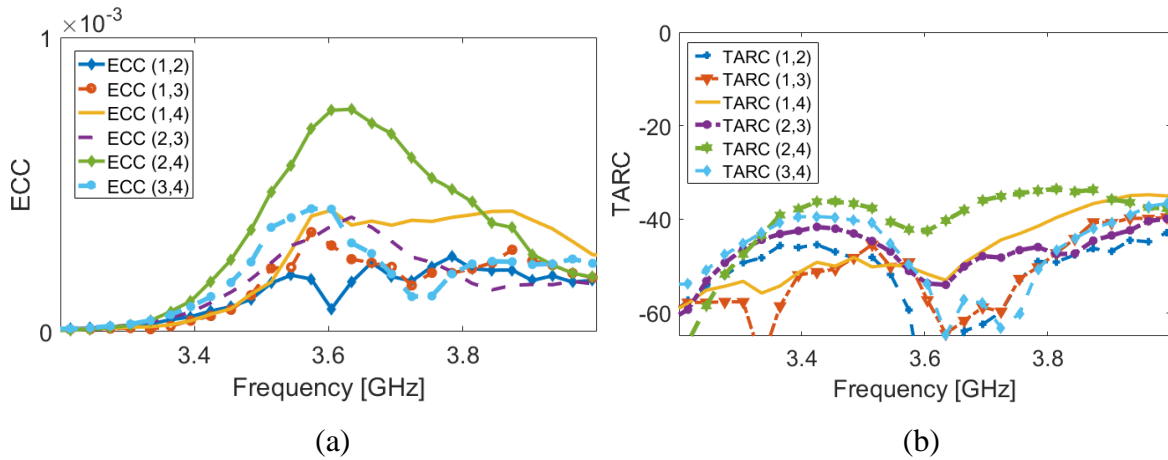 ×10⁻³
1
ECC
0
ECC (1,2)
ECC (1,3)
ECC (1,4)
ECC (2,3)
ECC (2,4)
ECC (3,4)
3.4 3.6 3.8
Frequency [GHz]
(a)
0
-20
-40
-60
TARC
TARC (1,2)
TARC (1,3)
TARC (1,4)
TARC (2,3)
TARC (2,4)
TARC (3,4)
3.4 3.6 3.8
Frequency [GHz]
(b)